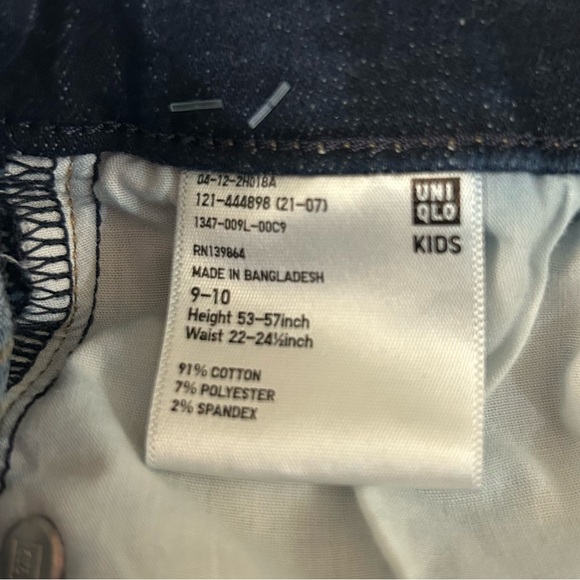 04-12-2H018A
121-444898 (21-07)
1347-009L-00C9
UNI
QLO
KIDS
RN139864
MADE IN BANGLADESH
9-10
Height 53-57inch
Waist 22-24½inch
91% COTTON
7% POLYESTER
2% SPANDEX